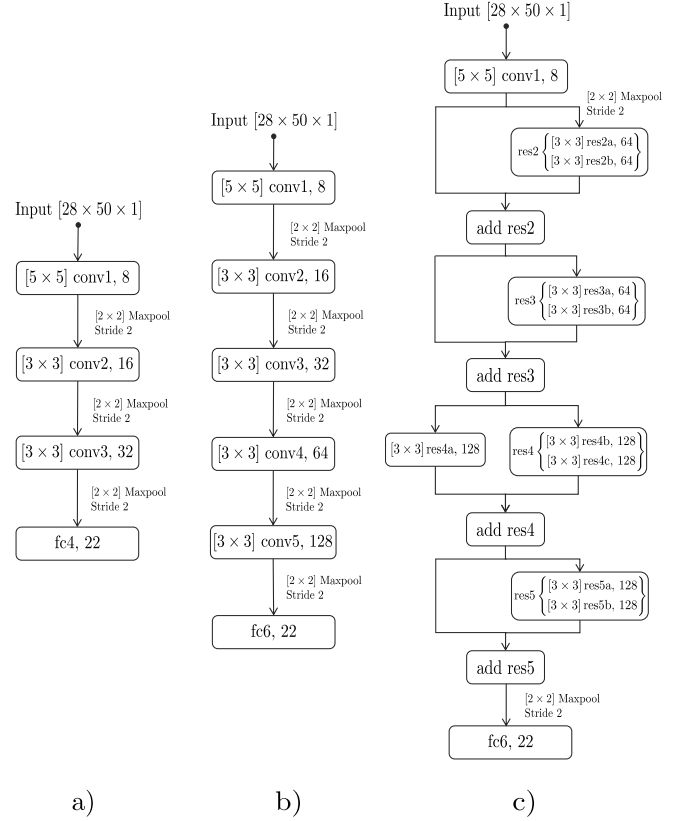 Input [28 × 50 × 1]
[5 × 5] conv1, 8
[2 × 2] Maxpool
Stride 2
[3 × 3] conv2, 16
[2 × 2] Maxpool
Stride 2
[3 × 3] conv3, 32
[2 × 2] Maxpool
Stride 2
fc4, 22
a)
Input [28 × 50 × 1]
[5 × 5] conv1, 8
[2 × 2] Maxpool
Stride 2
[3 × 3] conv2, 16
[2 × 2] Maxpool
Stride 2
[3 × 3] conv3, 32
[2 × 2] Maxpool
Stride 2
[3 × 3] conv4, 64
[2 × 2] Maxpool
Stride 2
[3 × 3] conv5, 128
[2 × 2] Maxpool
Stride 2
fc6, 22
b)
Input [28 × 50 × 1]
[5 × 5] conv1, 8
[2 × 2] Maxpool
Stride 2
res2 { [3 × 3] res2a, 64
[3 × 3] res2b, 64 }
add res2
res3 { [3 × 3] res3a, 64
[3 × 3] res3b, 64 }
add res3
[3 × 3] res4a, 128
res4 { [3 × 3] res4b, 128
[3 × 3] res4c, 128 }
add res4
res5 { [3 × 3] res5a, 128
[3 × 3] res5b, 128 }
add res5
[2 × 2] Maxpool
Stride 2
fc6, 22
c)